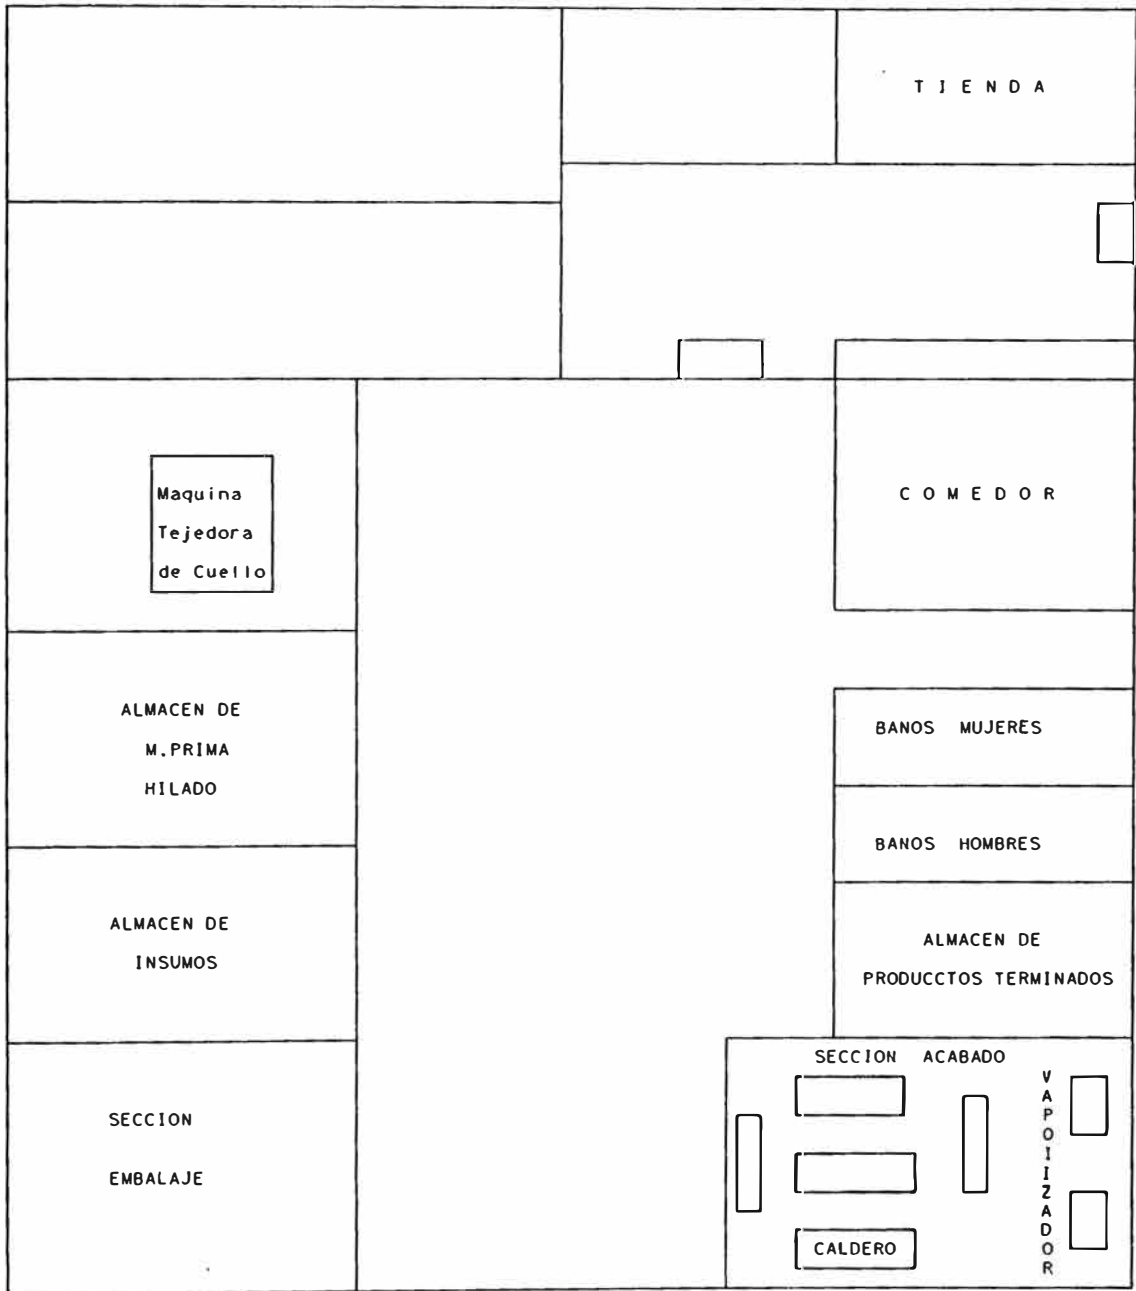 T I E N D A
Maquina
Tejedora
de Cuello
C O M E D O R
ALMACEN DE
M.PRIMA
HILADO
BANOS MUJERES
BANOS HOMBRES
ALMACEN DE
INSUMOS
ALMACEN DE
PRODUCCTOS TERMINADOS
SECCION
EMBALAJE
SECCION ACABADO
CALDERO
VAPOIIZADOR